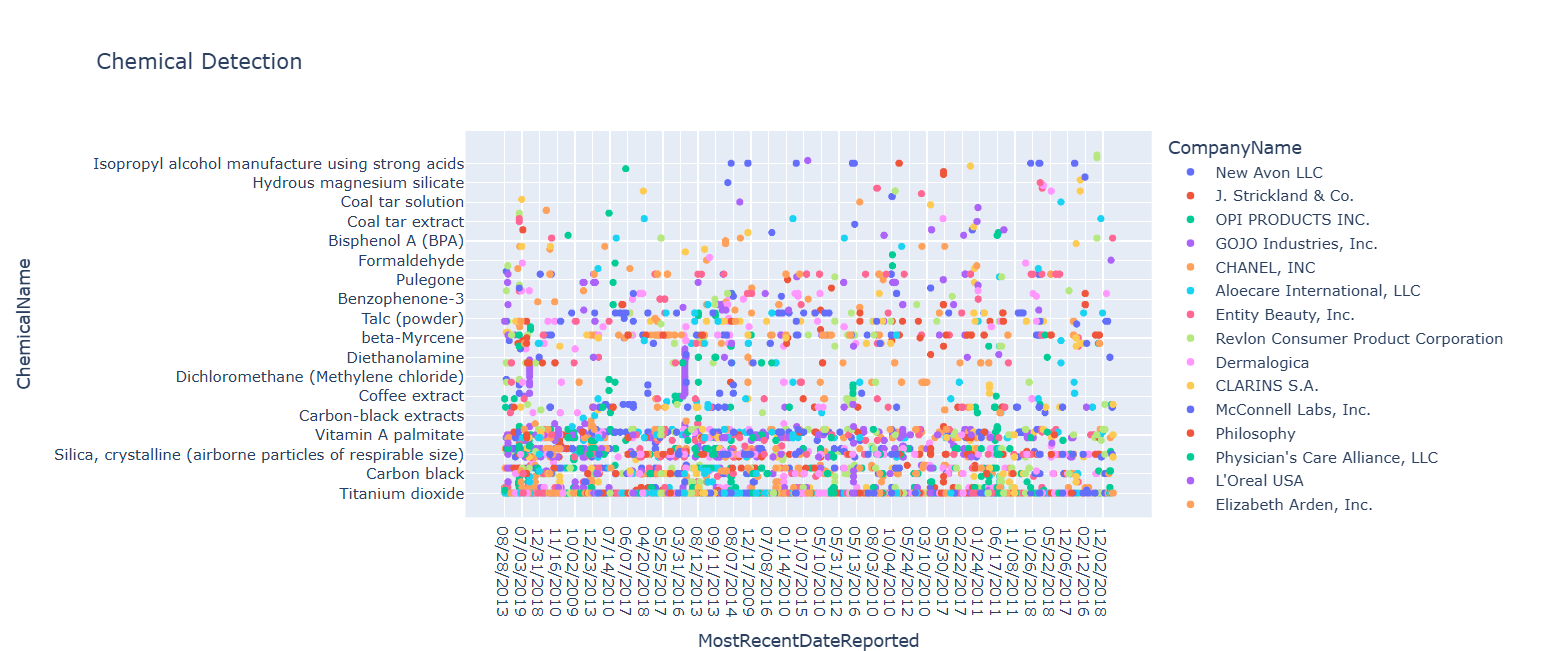 Chemical Detection
ChemicalName
Isopropyl alcohol manufacture using strong acids
Hydrous magnesium silicate
Coal tar solution
Coal tar extract
Bisphenol A (BPA)
Formaldehyde
Pulegone
Benzophenone-3
Talc (powder)
beta-Myrcene
Diethanolamine
Dichloromethane (Methylene chloride)
Coffee extract
Carbon-black extracts
Vitamin A palmitate
Silica, crystalline (airborne particles of respirable size)
Carbon black
Titanium dioxide
08/28/2013
07/03/2019
12/31/2018
11/16/2010
10/02/2009
12/23/2013
07/14/2010
06/07/2017
04/20/2018
05/25/2017
03/31/2016
08/12/2013
09/11/2013
08/07/2014
12/17/2009
07/08/2016
01/14/2010
01/07/2015
05/10/2012
05/13/2016
08/03/2010
10/04/2010
05/24/2012
03/10/2010
05/30/2017
02/22/2017
01/24/2011
06/17/2011
11/08/2011
10/26/2018
05/22/2018
12/06/2017
02/12/2016
12/02/2018
MostRecentDateReported
CompanyName
New Avon LLC
J. Strickland & Co.
OPI PRODUCTS INC.
GOJO Industries, Inc.
CHANEL, INC
Aloecare International, LLC
Entity Beauty, Inc.
Revlon Consumer Product Corporation
Dermalogica
CLARINS S.A.
McConnell Labs, Inc.
Philosophy
Physician's Care Alliance, LLC
L'Oreal USA
Elizabeth Arden, Inc.